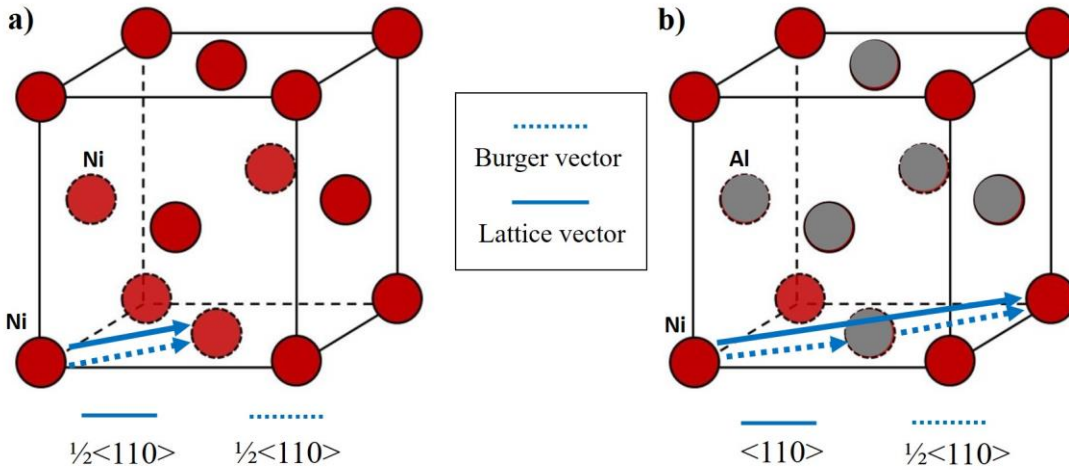 a)
Ni
Ni
½<110>
½<110>
Burger vector
Lattice vector
b)
Al
Ni
<110>
½<110>